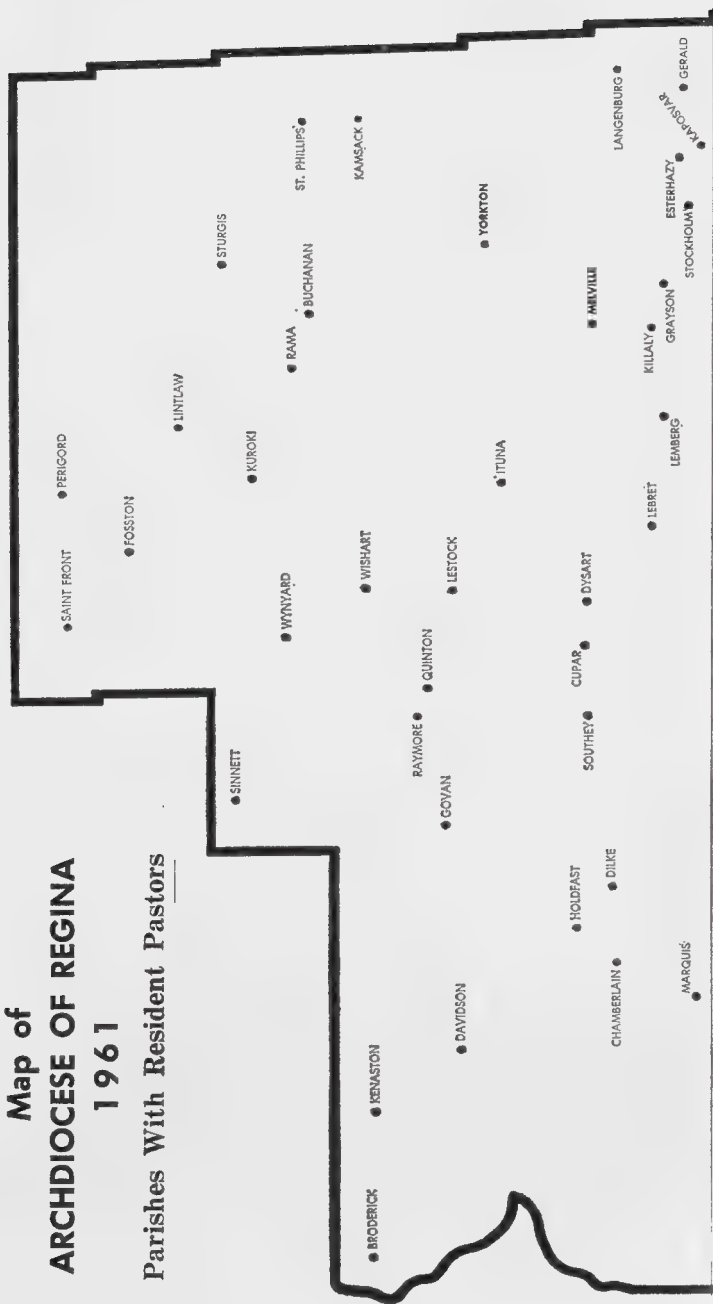 Map of
ARCHDIOCESE OF REGINA
1961
Parishes With Resident Pastors
SAINT FRONT
PERIGORD
FOSSTON
LINTLAW
STURGIS
SINNETT
KUROKI
WYNYARD
RAMA
BUCHANAN
ST. PHILLIPS
KAMSACK
WISHART
BRODERICK
KENASTON
RAYMORE
QUINTON
GOVAN
LESTOCK
DAVIDSON
ITUNA
YORKTON
HOLDFAST
DILKE
CHAMBERLAIN
SOUTHEY
CUPAR
DYSART
MELVILLE
LANGENBURG
LEBRET
KILLALY
LEMBERG
GRAYSON
ESTERHAZY
STOCKHOLM
KAPOSVAR
GERALD
MARQUIS